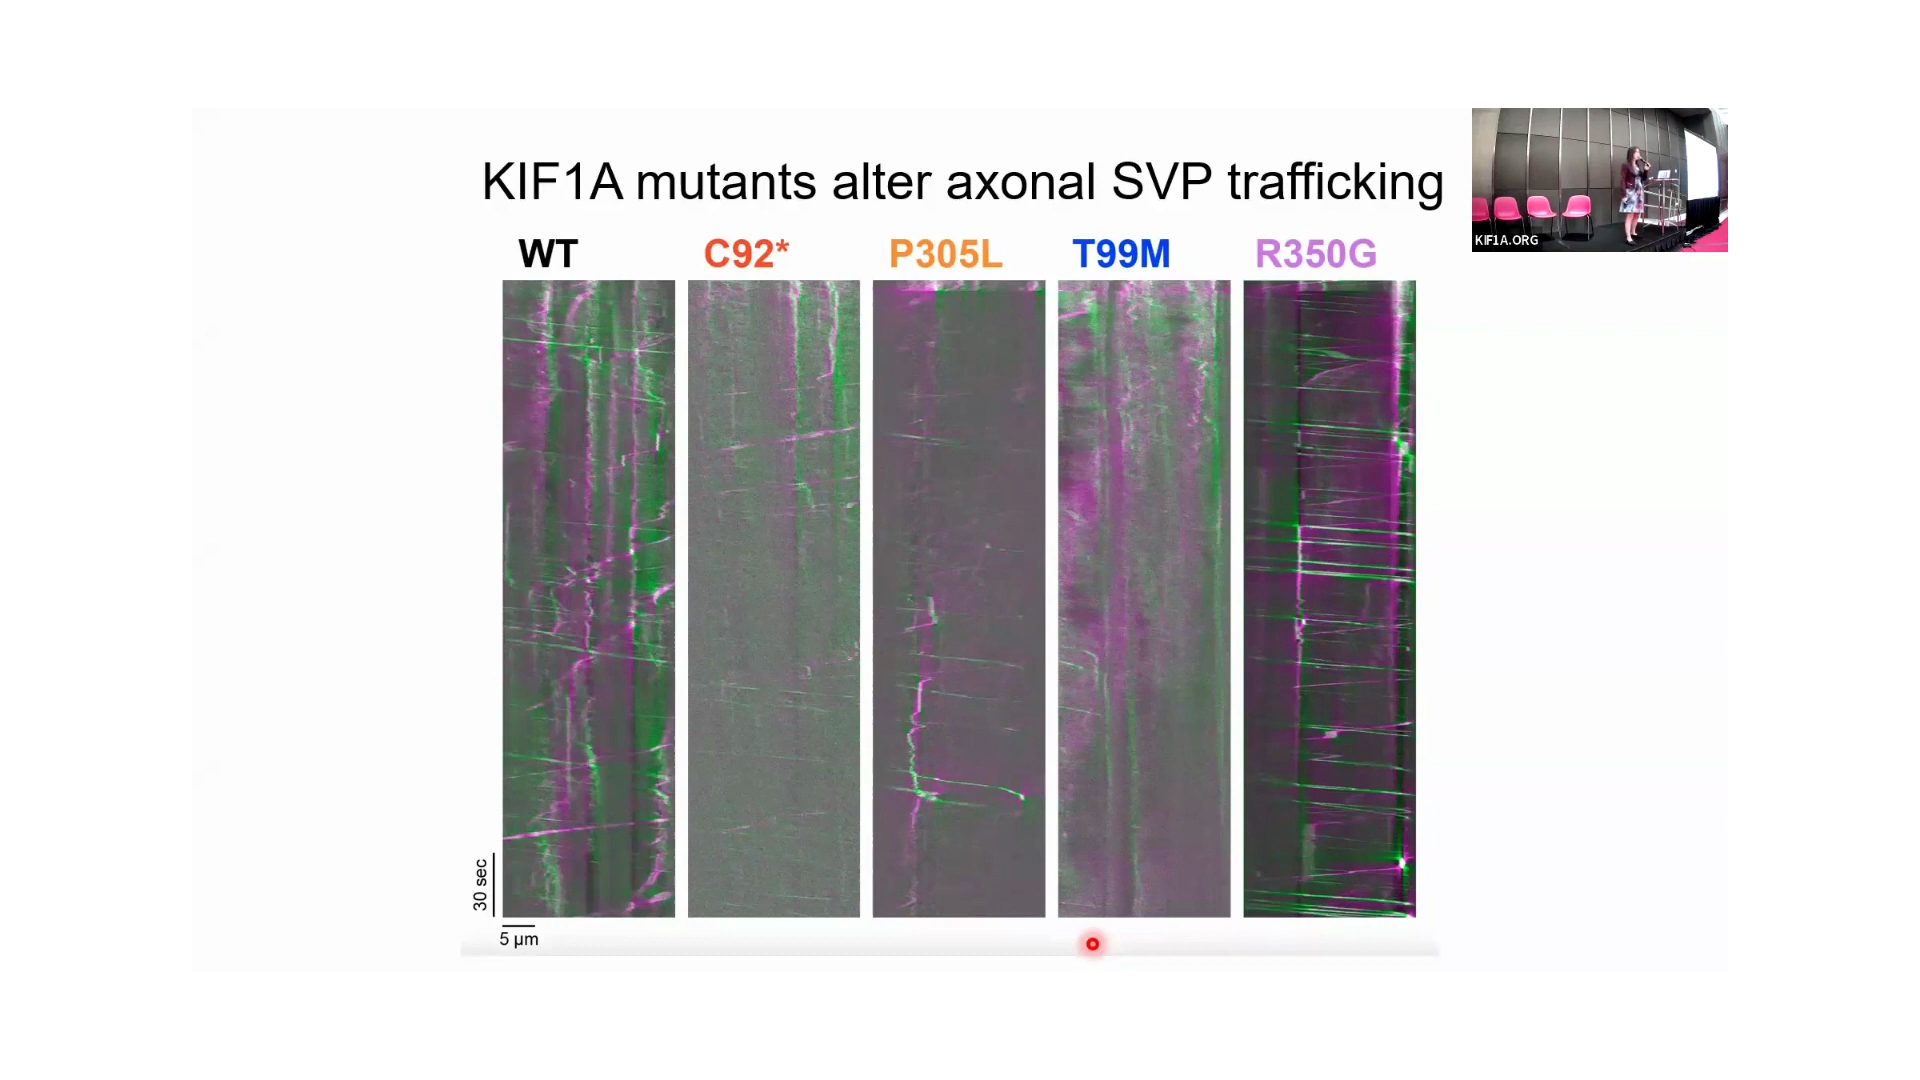 KIF1A mutants alter axonal SVP trafficking
KIF1A.ORG
WT C92* P305L T99M R350G
30 sec
5 µm